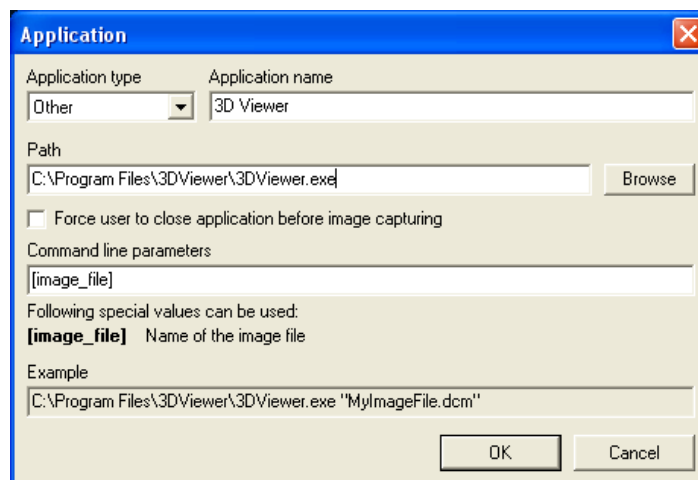 Application
Application type Application name
Other 3D Viewer
Path
C:\Program Files\3DViewer\3DViewer.exe Browse
Force user to close application before image capturing
Command line parameters
[image_file]
Following special values can be used:
[image_file] Name of the image file
Example
C:\Program Files\3DViewer\3DViewer.exe "MyImageFile.dcm"
OK Cancel